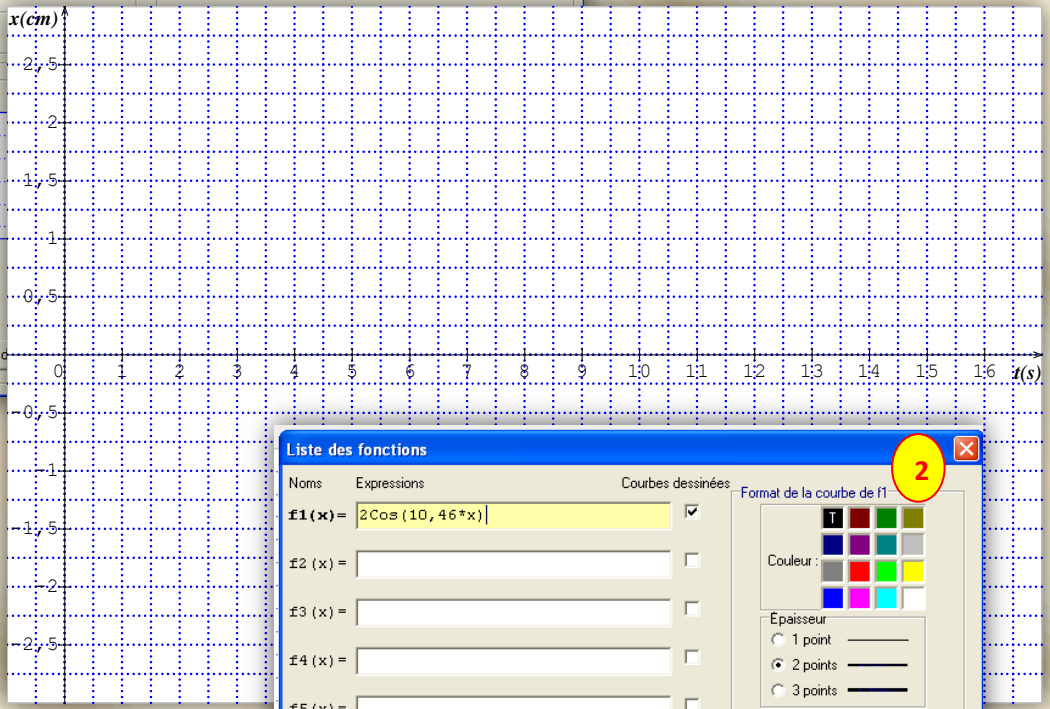 x(cm)
2,5
2
1,5
1
0,5
0 1 2 3 4 5 6 7 8 9 10 11 12 13 14 15 16 t(s)
-0,5
-1
-1,5
-2
-2,5
Liste des fonctions
2
Noms Expressions Courbes dessinées
f1(x)= 2Cos(10,46*x)
f2(x)=
f3(x)=
f4(x)=
f5(x)=
Format de la courbe de f1
T
Couleur :
Épaisseur
1 point
2 points
3 points